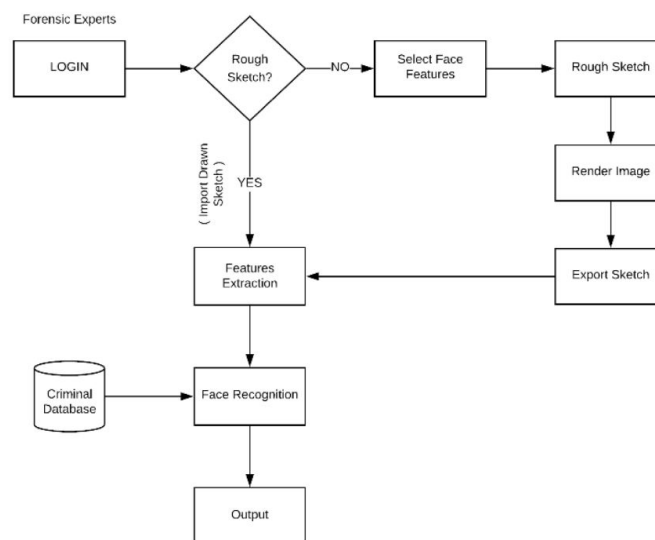 Forensic Experts
LOGIN
Rough
Sketch?
NO
Select Face
Features
Rough Sketch
Render Image
( Import Drawn
Sketch )
YES
Features
Extraction
Export Sketch
Criminal
Database
Face Recognition
Output